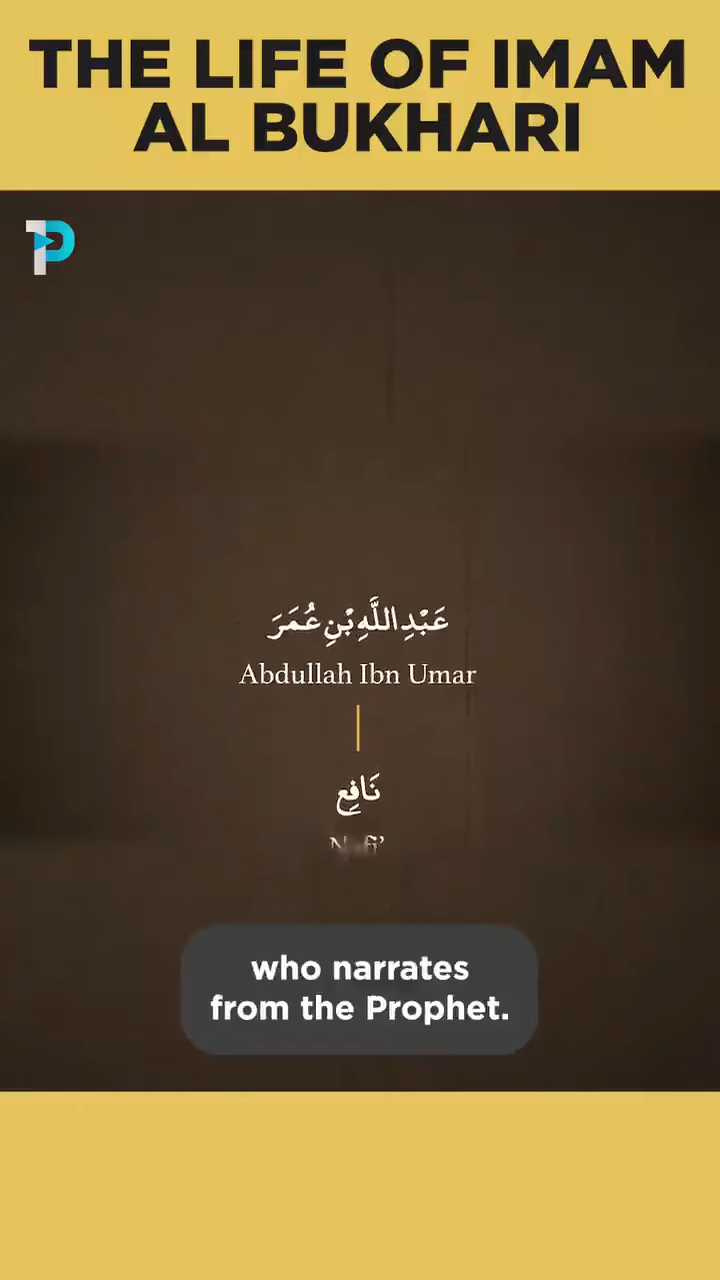 THE LIFE OF IMAM
AL BUKHARI
عَبْدِ اللَّهِ بْنِ عُمَرَ
Abdullah Ibn Umar
نَافِع
who narrates
from the Prophet.